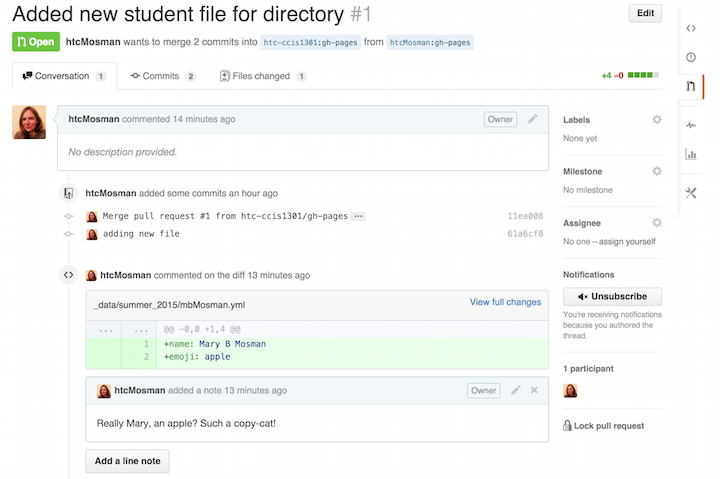 Added new student file for directory #1
Edit
Open htcMosman wants to merge 2 commits into htc-ccis1301:gh-pages from htcMosman:gh-pages
Conversation 1 Commits 2 Files changed 1 +4 −0
htcMosman commented 14 minutes ago Owner
No description provided.
htcMosman added some commits an hour ago
Merge pull request #1 from htc-ccis1301/gh-pages ... 11ea008
adding new file 61a6cf8
htcMosman commented on the diff 13 minutes ago
_data/summer_2015/mbMosman.yml View full changes
... ... @@ -0,0 +1,4 @@
1 +name: Mary B Mosman
2 +emoji: apple
htcMosman added a note 13 minutes ago Owner
Really Mary, an apple? Such a copy-cat!
Add a line note
Labels
None yet
Milestone
No milestone
Assignee
No one—assign yourself
Notifications
Unsubscribe
You're receiving notifications
because you authored the
thread.
1 participant
Lock pull request